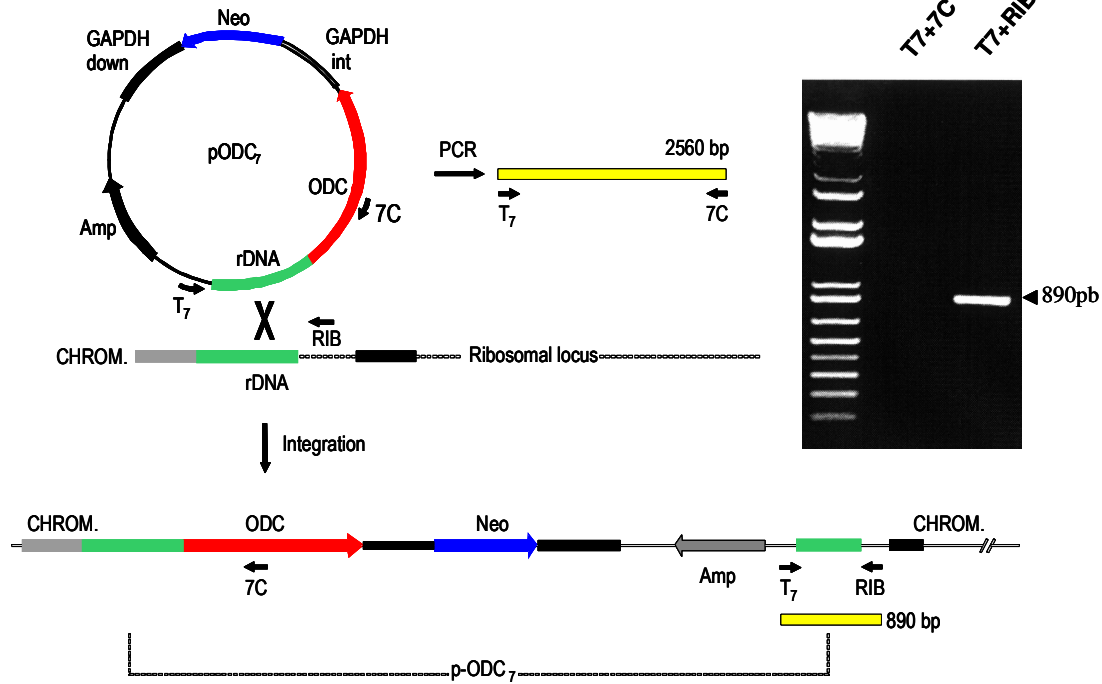 Neo
GAPDH
down
GAPDH
int
pODC7
ODC
7C
Amp
rDNA
T7
PCR
2560 bp
T7
7C
T7+7C
T7+RIB
890pb
RIB
CHROM.
Ribosomal locus
rDNA
Integration
CHROM.
ODC
Neo
CHROM.
7C
Amp
T7
RIB
890 bp
p-ODC7